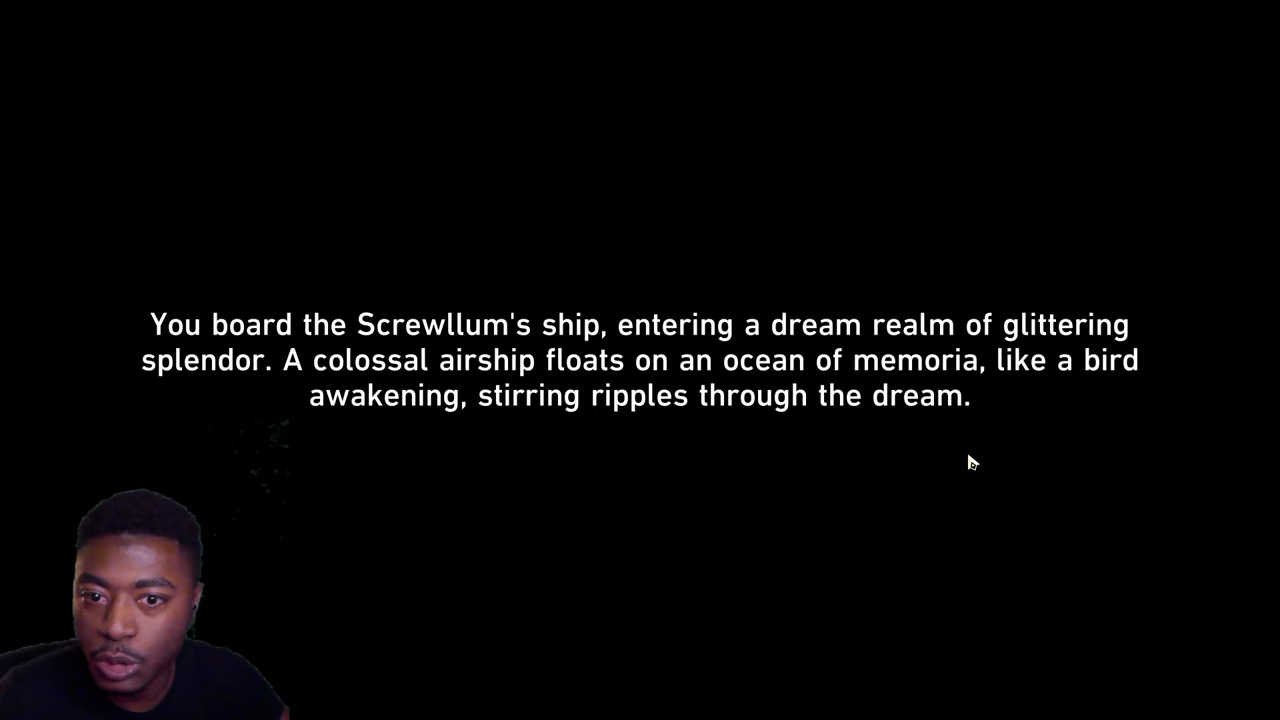 You board the Screwllum's ship, entering a dream realm of glittering
splendor. A colossal airship floats on an ocean of memoria, like a bird
awakening, stirring ripples through the dream.